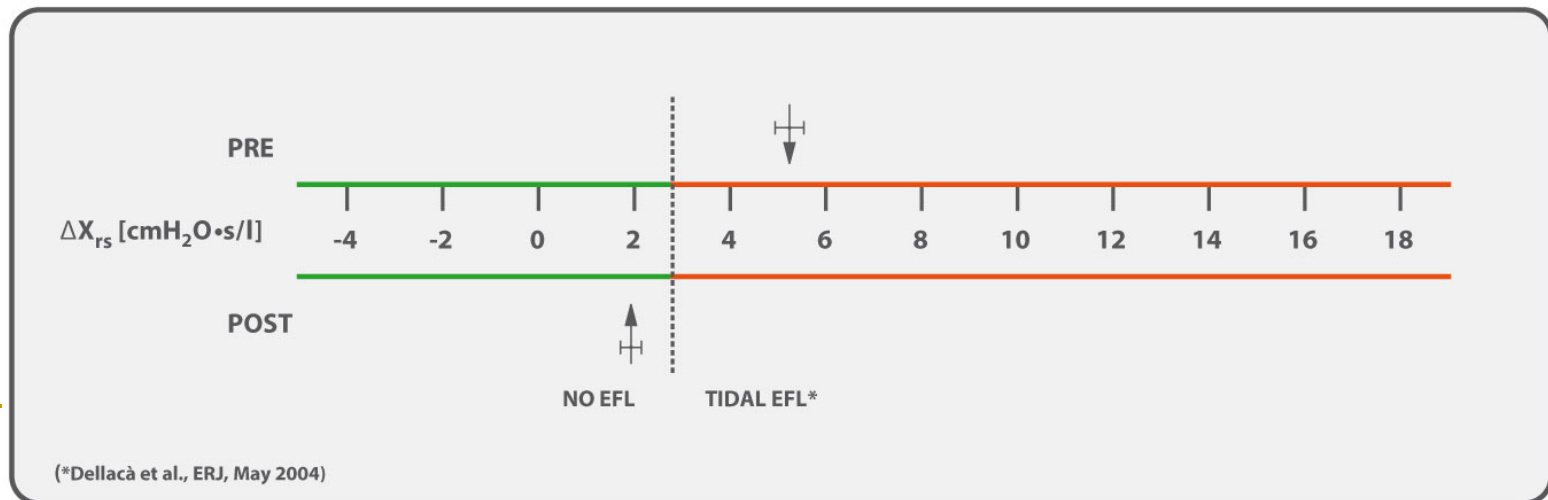 PRE
ΔXrs [cmH2O•s/l]
-4 -2 0 2 4 6 8 10 12 14 16 18
POST
NO EFL TIDAL EFL*
(*Dellacà et al., ERJ, May 2004)